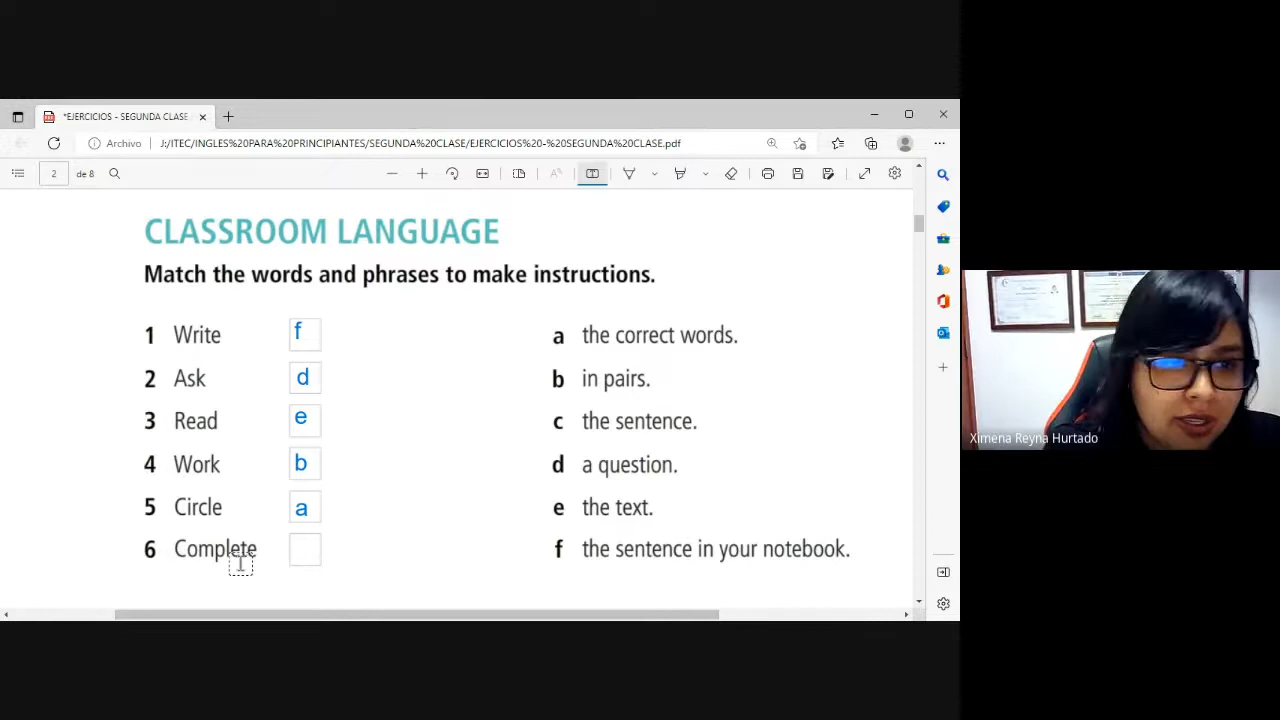 *EJERCICIOS - SEGUNDA CLASE
Archivo J:/ITEC/INGLES%20PARA%20PRINCIPIANTES/SEGUNDA%20CLASE/EJERCICIOS%20-%20SEGUNDA%20CLASE.pdf
2 de 8
CLASSROOM LANGUAGE
Match the words and phrases to make instructions.
1 Write f a the correct words.
2 Ask d b in pairs.
3 Read e c the sentence.
4 Work b d a question.
5 Circle a e the text.
6 Complete f the sentence in your notebook.
Ximena Reyna Hurtado